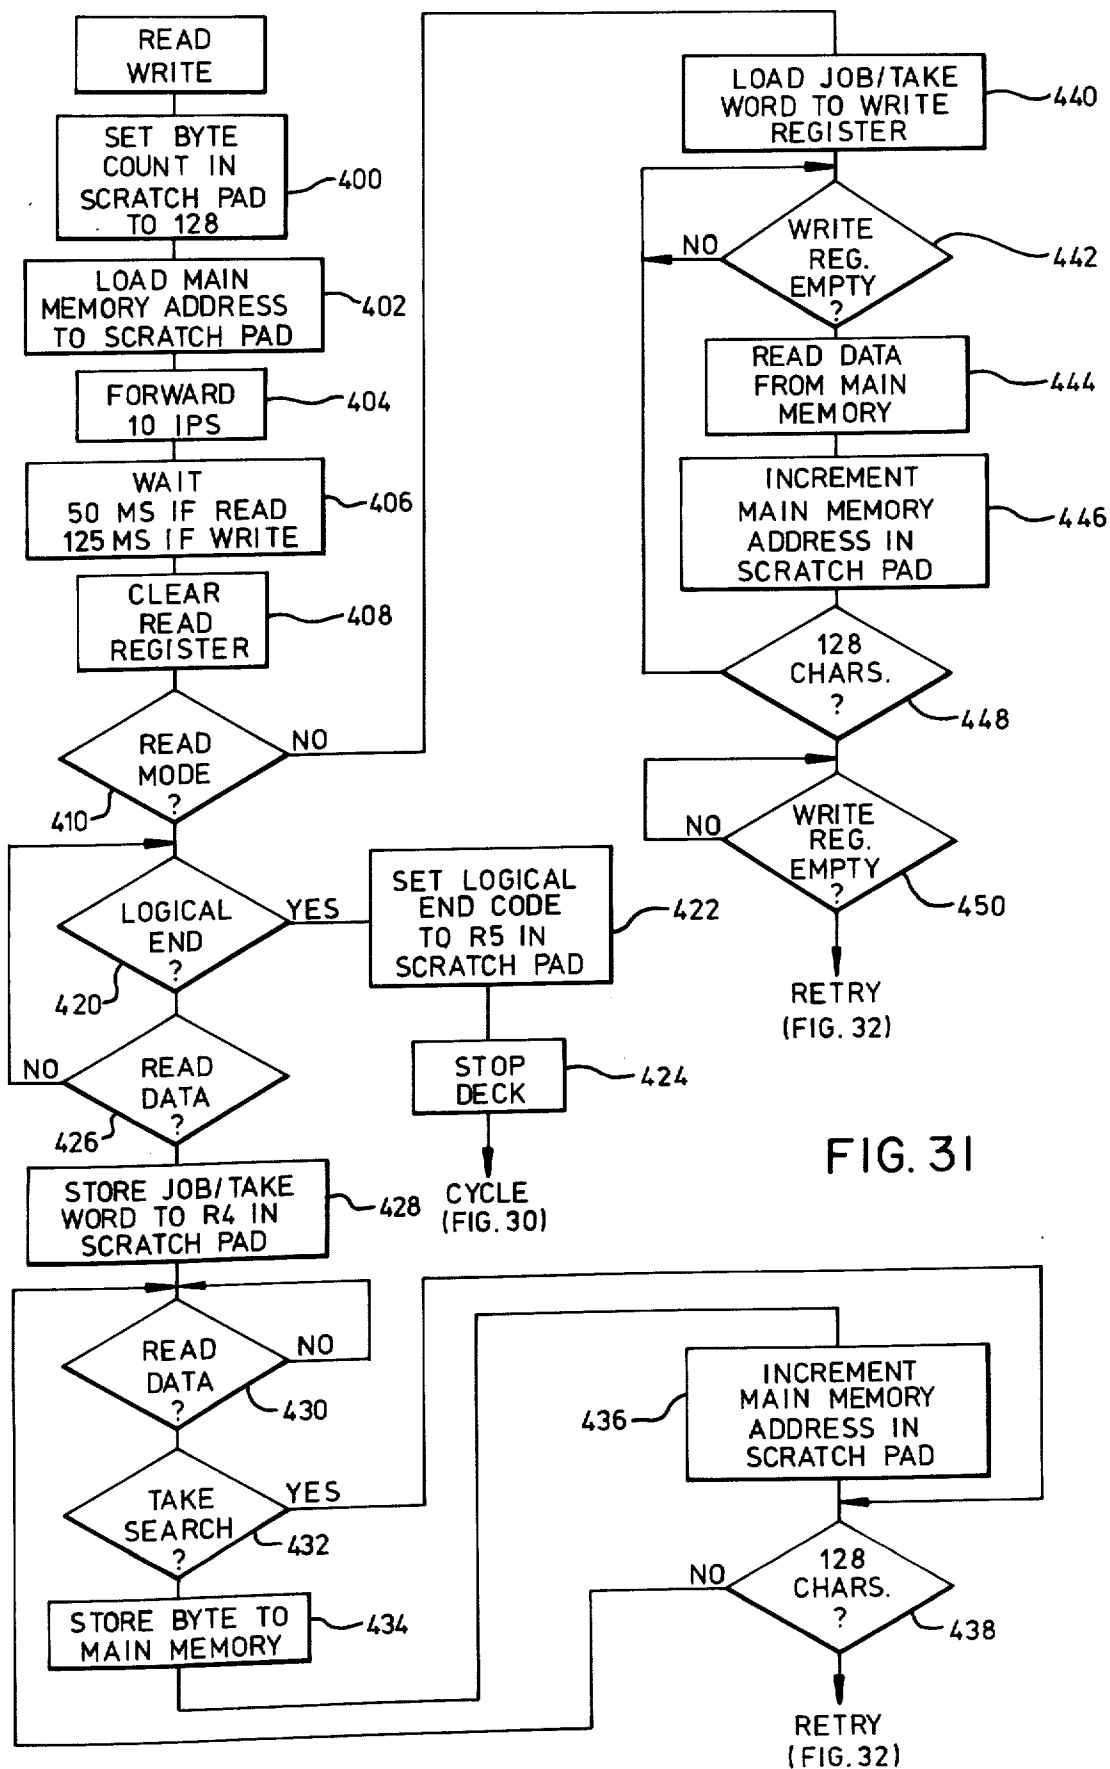 READ
WRITE
SET BYTE
COUNT IN
SCRATCH PAD
TO 128
400
LOAD MAIN
MEMORY ADDRESS
TO SCRATCH PAD
402
FORWARD
10 IPS
404
WAIT
50 MS IF READ
125 MS IF WRITE
406
CLEAR
READ
REGISTER
408
READ
MODE
?
NO
410
LOGICAL
END
?
YES
420
SET LOGICAL
END CODE
TO R5 IN
SCRATCH PAD
422
STOP
DECK
424
CYCLE
(FIG. 30)
READ
DATA
?
NO
426
STORE JOB/TAKE
WORD TO R4 IN
SCRATCH PAD
428
READ
DATA
?
NO
430
TAKE
SEARCH
?
YES
432
STORE BYTE TO
MAIN MEMORY
434
LOAD JOB/TAKE
WORD TO WRITE
REGISTER
440
WRITE
REG.
EMPTY
?
NO
442
READ DATA
FROM MAIN
MEMORY
444
INCREMENT
MAIN MEMORY
ADDRESS IN
SCRATCH PAD
446
128
CHARS.
?
448
WRITE
REG.
EMPTY
?
NO
450
RETRY
(FIG. 32)
FIG. 31
INCREMENT
MAIN MEMORY
ADDRESS IN
SCRATCH PAD
436
128
CHARS.
?
NO
438
RETRY
(FIG. 32)